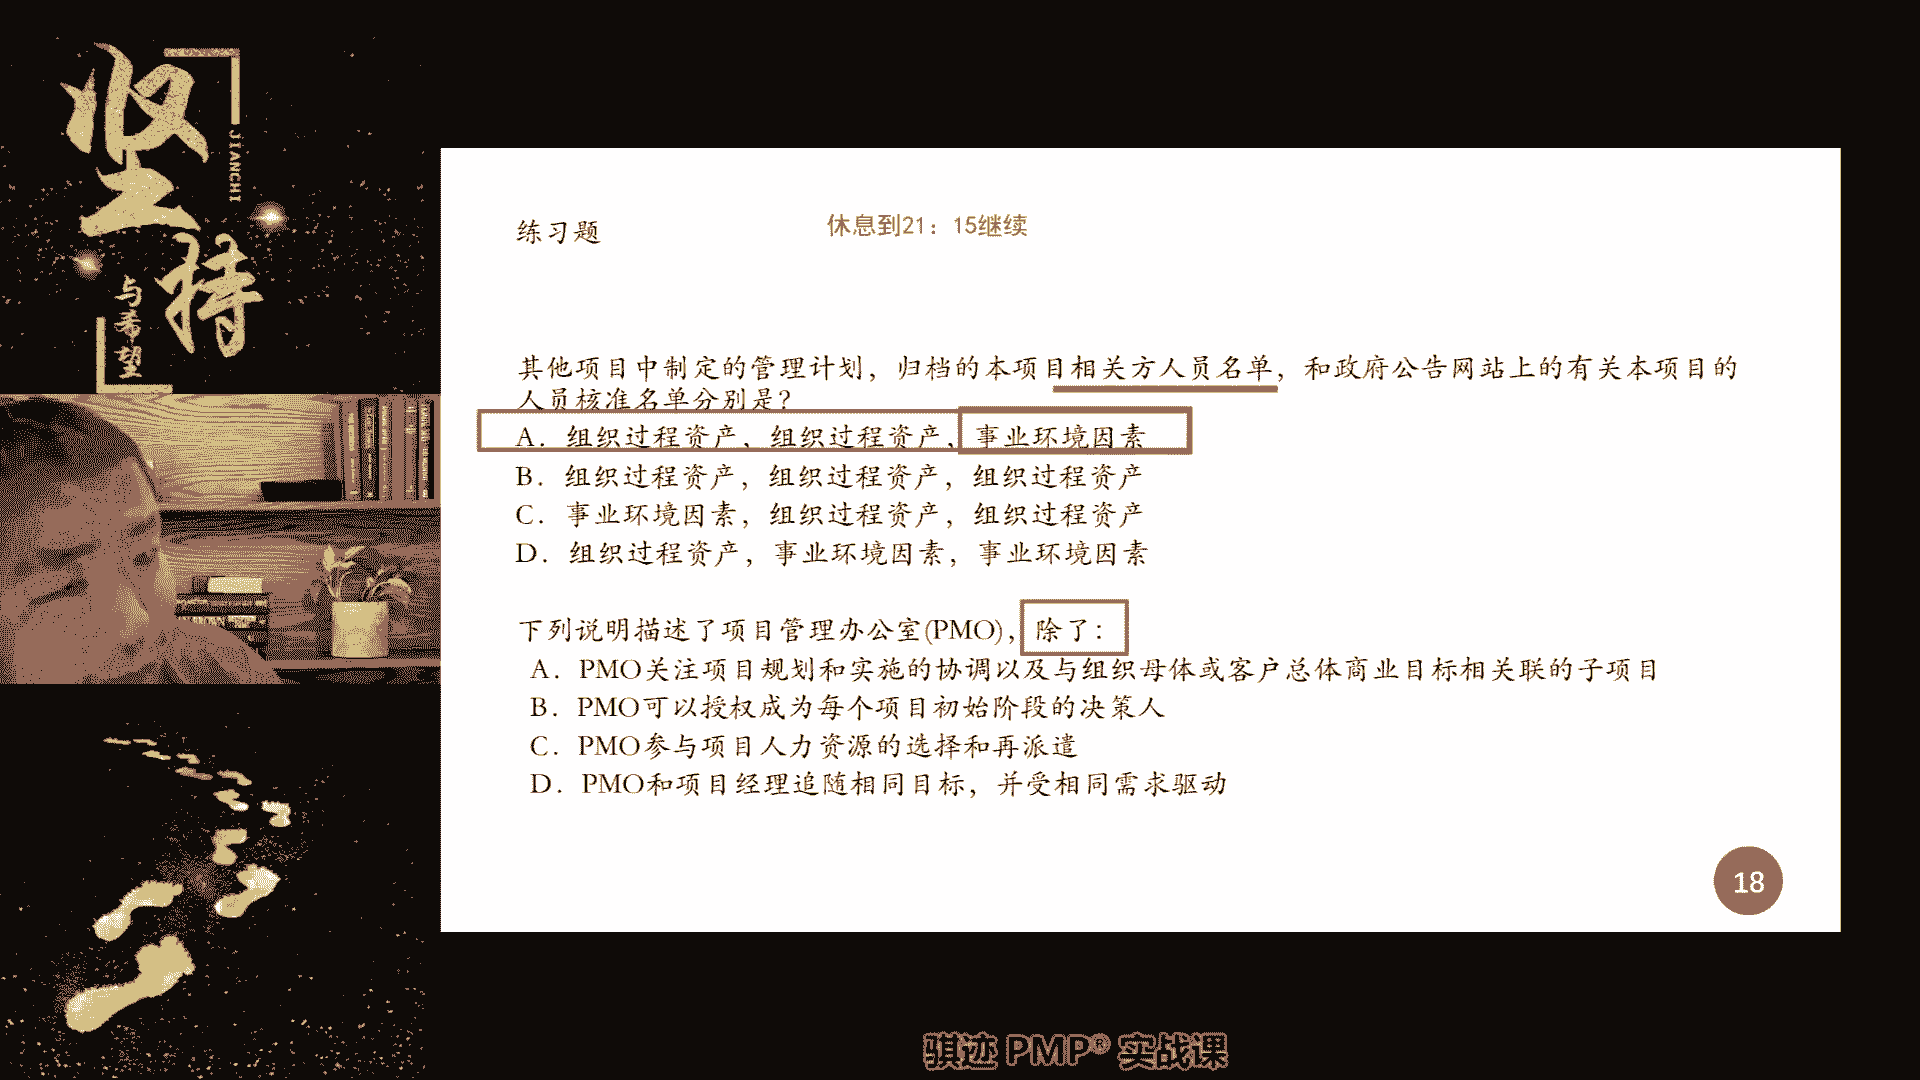 坚持
JIANCHI
与希望
练习题
休息到21：15继续
其他项目中制定的管理计划，归档的本项目相关方人员名单，和政府公告网站上的有关本项目的
人员核准名单分别是？
A．组织过程资产，组织过程资产，事业环境因素
B．组织过程资产，组织过程资产，组织过程资产
C．事业环境因素，组织过程资产，组织过程资产
D．组织过程资产，事业环境因素，事业环境因素
下列说明描述了项目管理办公室(PMO)，除了：
A．PMO关注项目规划和实施的协调以及与组织母体或客户总体商业目标相关联的子项目
B．PMO可以授权成为每个项目初始阶段的决策人
C．PMO参与项目人力资源的选择和再派遣
D．PMO和项目经理追随相同目标，并受相同需求驱动
18
骐迹 PMP® 实战课